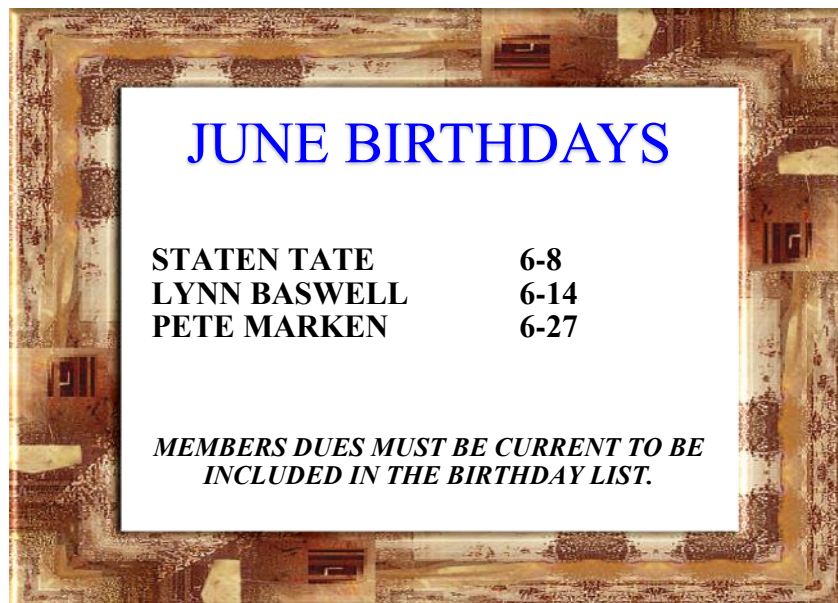 JUNE BIRTHDAYS
STATEN TATE 6-8
LYNN BASWELL 6-14
PETE MARKEN 6-27
MEMBERS DUES MUST BE CURRENT TO BE
INCLUDED IN THE BIRTHDAY LIST.